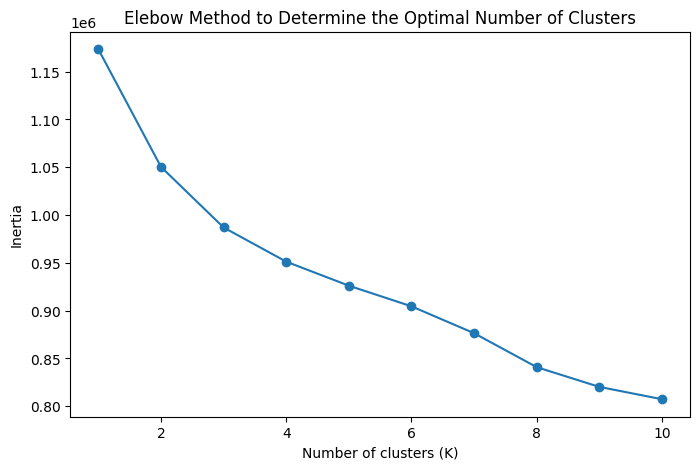 Elebow Method to Determine the Optimal Number of Clusters
1e6
1.15
1.10
1.05
1.00
0.95
0.90
0.85
0.80
Inertia
2 4 6 8 10
Number of clusters (K)